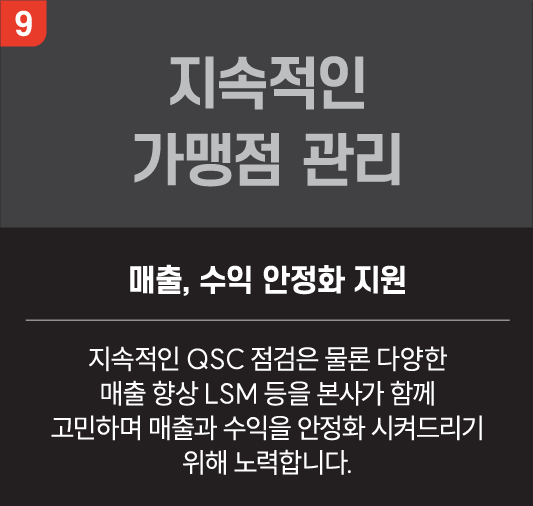 9
지속적인
가맹점 관리
매출, 수익 안정화 지원
지속적인 QSC 점검은 물론 다양한
매출 향상 LSM 등을 본사가 함께
고민하며 매출과 수익을 안정화 시켜드리기
위해 노력합니다.